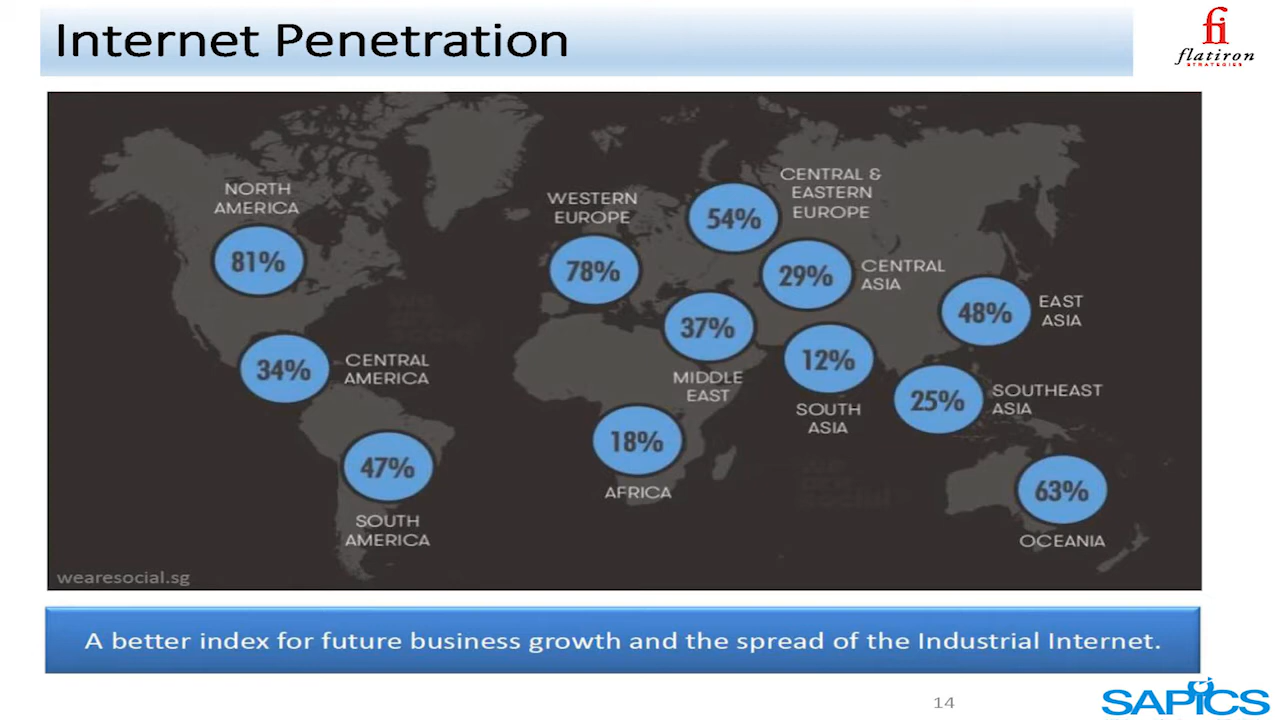 Internet Penetration
fi
flatiron
STRATEGIES
NORTH
AMERICA
81%
WESTERN
EUROPE
78%
54%
CENTRAL &
EASTERN
EUROPE
29%
CENTRAL
ASIA
48%
EAST
ASIA
37%
MIDDLE
EAST
12%
SOUTH
ASIA
25%
SOUTHEAST
ASIA
34%
CENTRAL
AMERICA
18%
AFRICA
47%
SOUTH
AMERICA
63%
OCEANIA
wearesocial.sg
A better index for future business growth and the spread of the Industrial Internet.
14
SAPICS